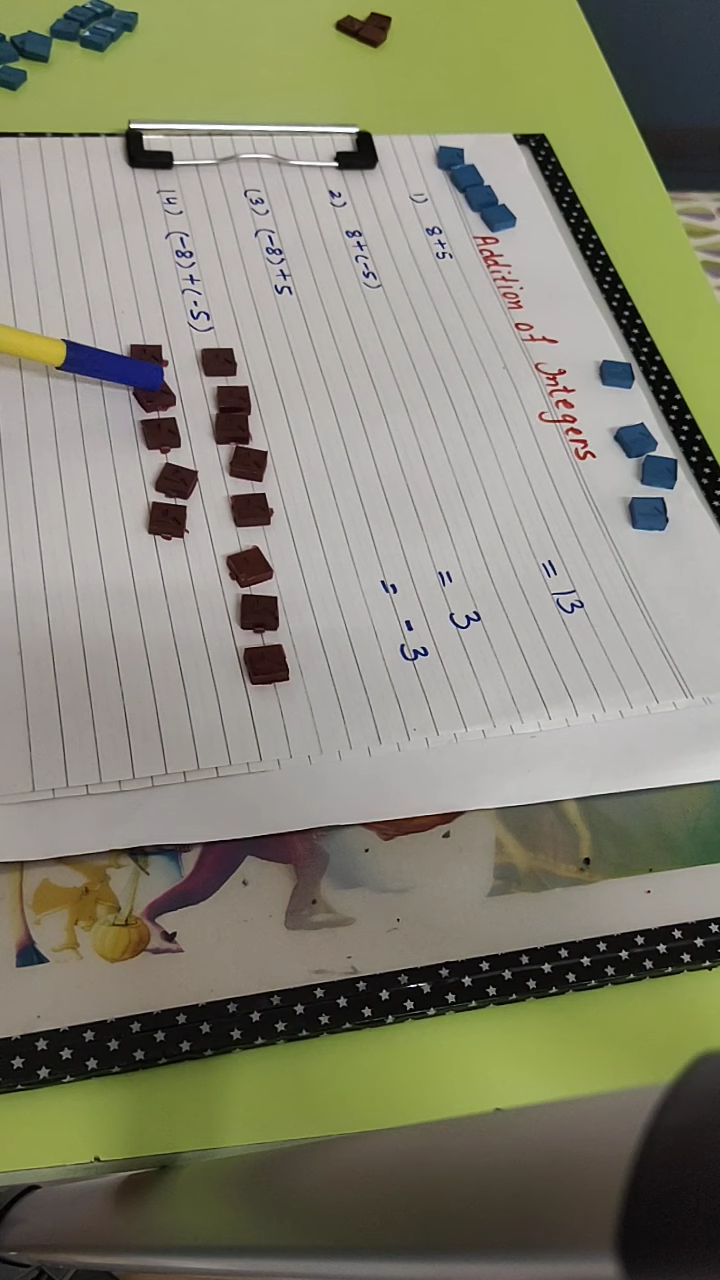 Addition of Integers
1) 8+5 = 13
2) 8+(-5) = 3
(3) (-8)+5 = -3
(4) (-8)+(-5)